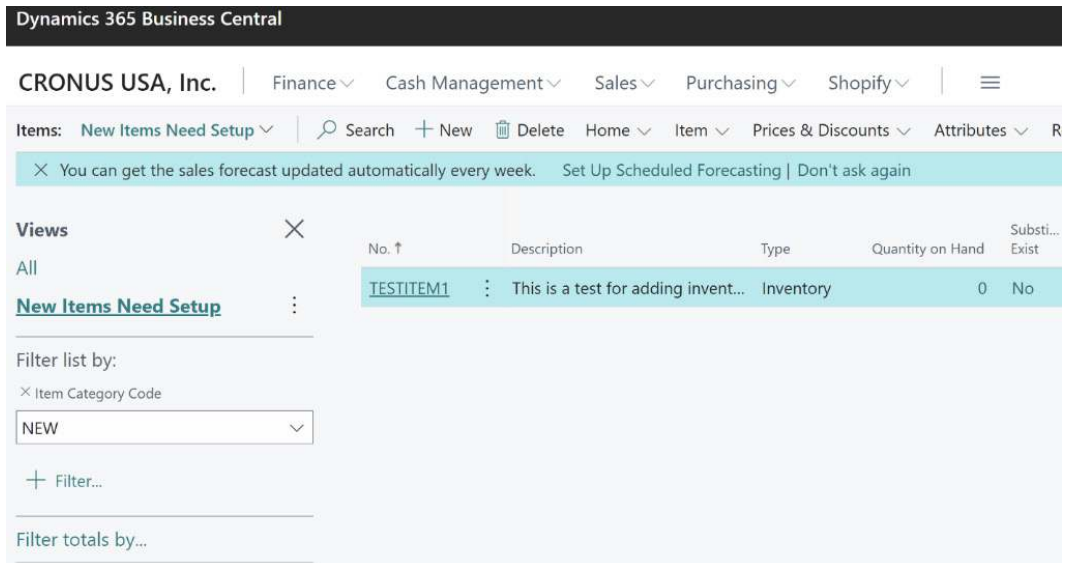 Dynamics 365 Business Central
CRONUS USA, Inc. Finance Cash Management Sales Purchasing Shopify
Items: New Items Need Setup Search + New Delete Home Item Prices & Discounts Attributes R
× You can get the sales forecast updated automatically every week. Set Up Scheduled Forecasting | Don't ask again
Views ×
All
New Items Need Setup
Filter list by:
× Item Category Code
NEW
+ Filter...
Filter totals by...
No. ↑ Description Type Quantity on Hand Substi... Exist
TESTITEM1 This is a test for adding invent... Inventory 0 No